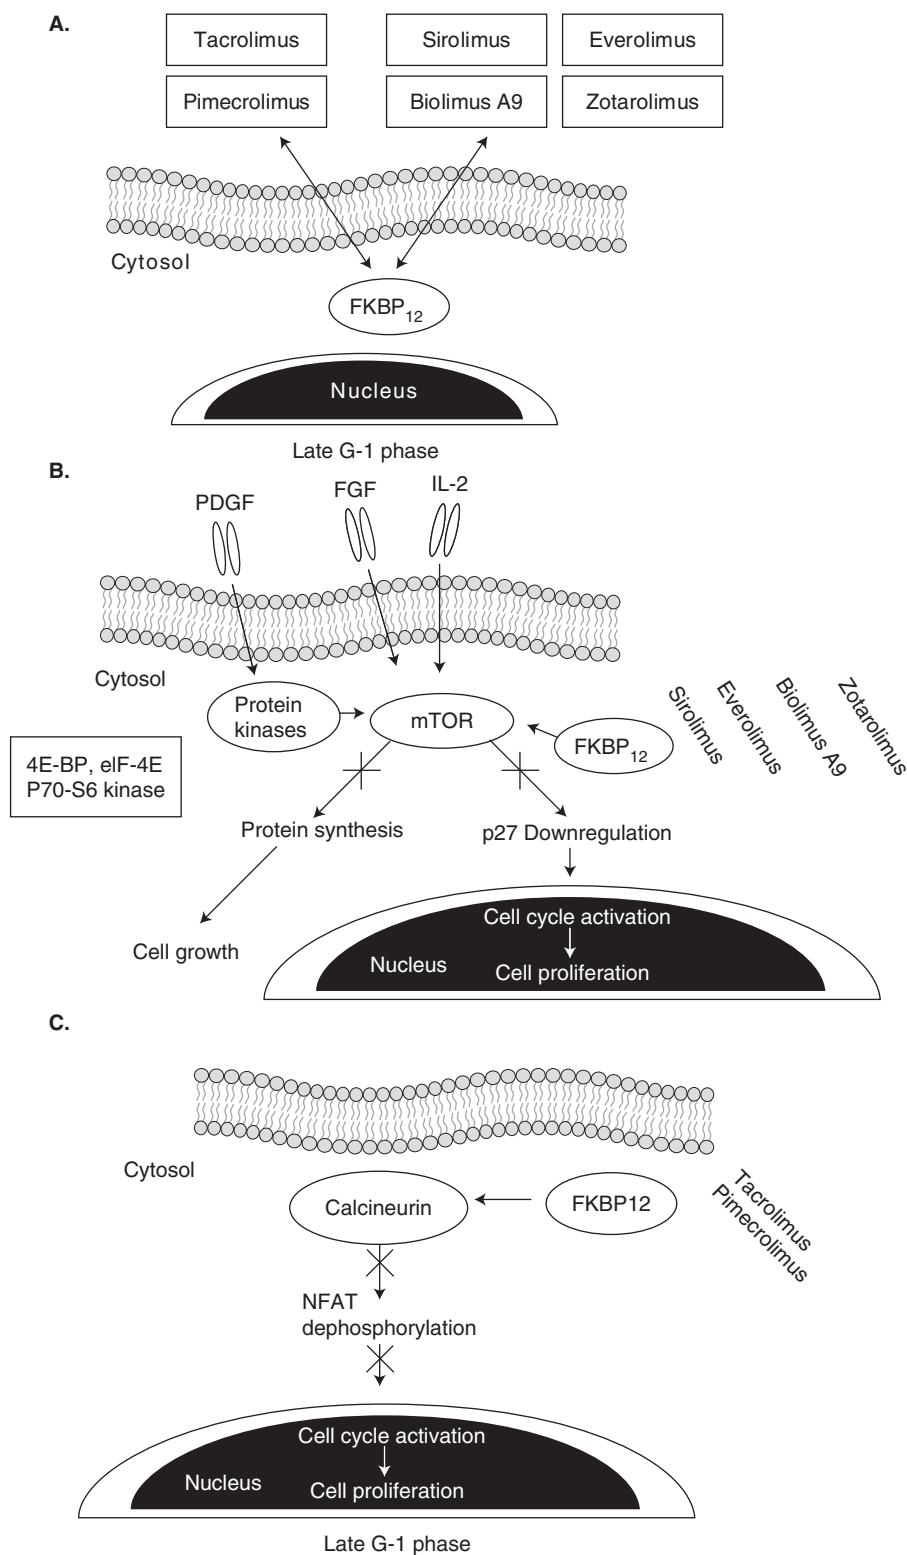 A.
Tacrolimus
Sirolimus
Everolimus
Pimecrolimus
Biolimus A9
Zotarolimus
Cytosol
FKBP12
Nucleus
Late G-1 phase
B.
PDGF
FGF
IL-2
Cytosol
Protein
kinases
mTOR
FKBP12
Sirolimus
Everolimus
Biolimus A9
Zotarolimus
4E-BP, eIF-4E
P70-S6 kinase
Protein synthesis
p27 Downregulation
Cell growth
Cell cycle activation
Nucleus
Cell proliferation
C.
Cytosol
Calcineurin
FKBP12
Tacrolimus
Pimecrolimus
NFAT
dephosphorylation
Cell cycle activation
Nucleus
Cell proliferation
Late G-1 phase